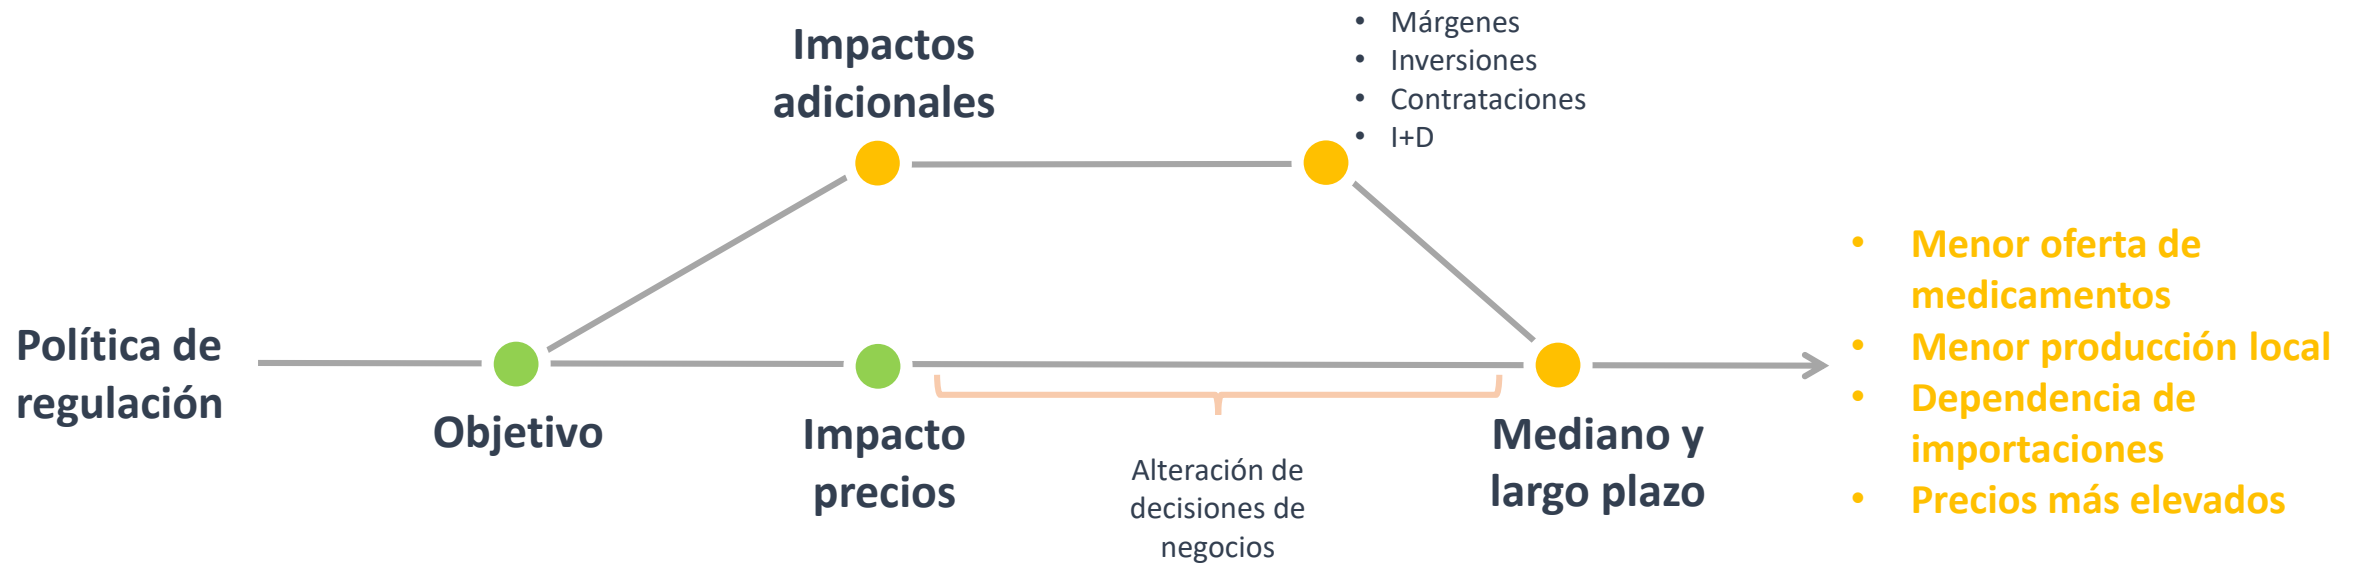 Política de
regulación
Objetivo
Impactos
adicionales
Impacto
precios
• Márgenes
• Inversiones
• Contrataciones
• I+D
Alteración de
decisiones de
negocios
Mediano y
largo plazo
• Menor oferta de
medicamentos
• Menor producción local
• Dependencia de
importaciones
• Precios más elevados